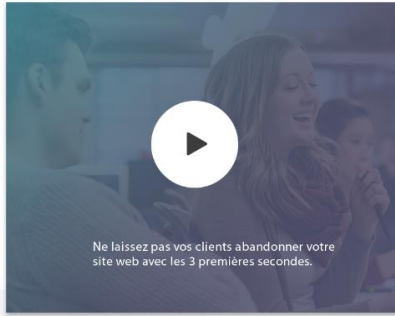 Ne laissez pas vos clients abandonner votre
site web avec les 3 premières secondes.